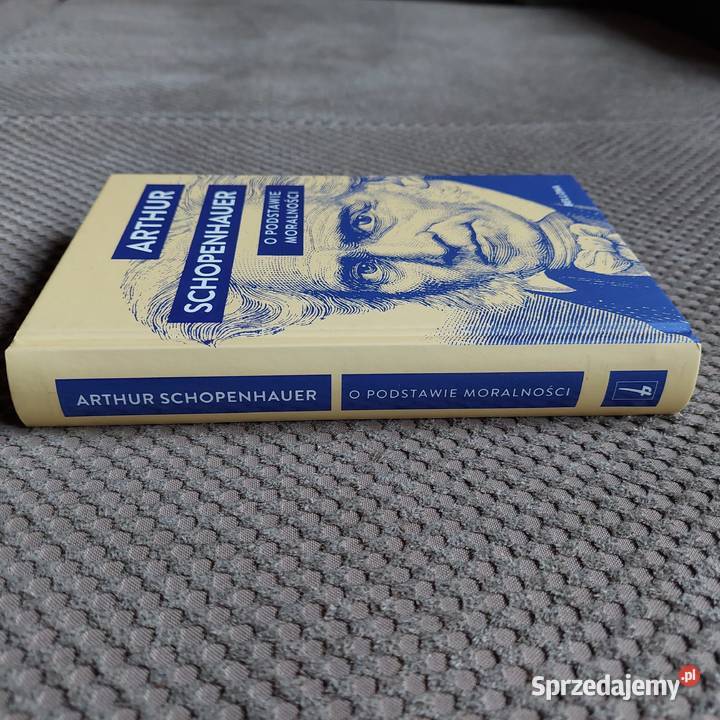 ARTHUR
SCHOPENHAUER
O PODSTAWIE
MORALNOŚCI
ARTHUR SCHOPENHAUER
O PODSTAWIE MORALNOŚCI
Sprzedajemy.pl